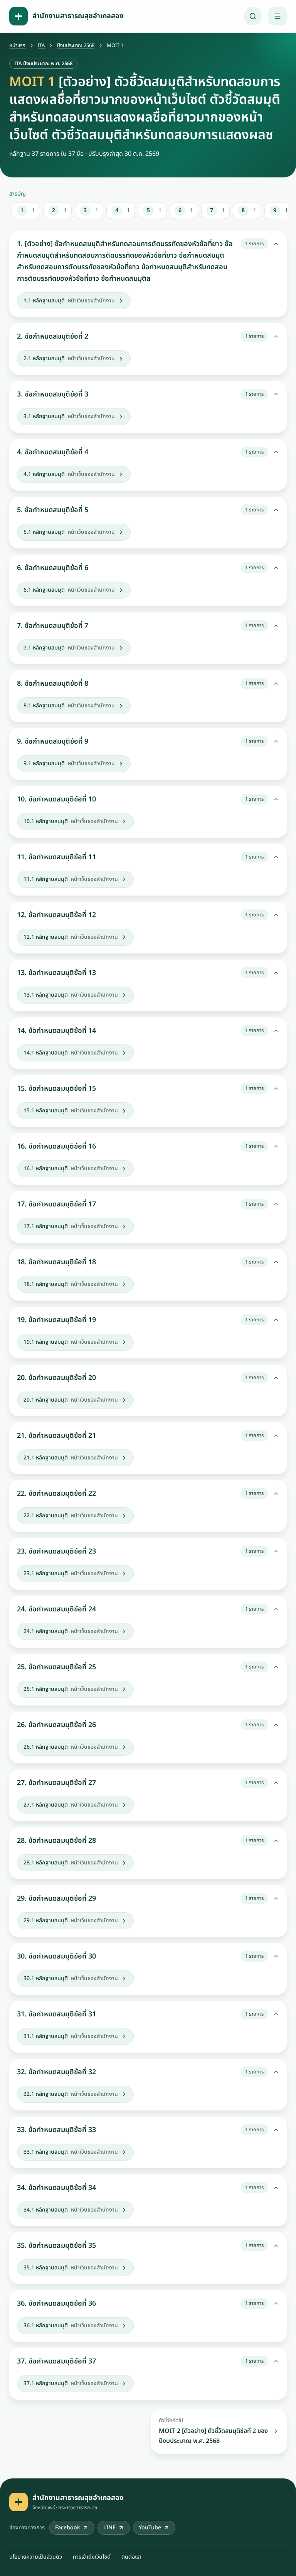 สำนักงานสาธารณสุขอำเภอสอง
หน้าแรก > ITA > ปีงบประมาณ 2568 > MOIT 1
ITA ปีงบประมาณ พ.ศ. 2568
MOIT 1 [ตัวอย่าง] ตัวชี้วัดสมมุติสำหรับทดสอบการ
แสดงผลชื่อที่ยาวมากของหน้าเว็บไซต์ ตัวชี้วัดสมมุติ
สำหรับทดสอบการแสดงผลชื่อที่ยาวมากของหน้า
เว็บไซต์ ตัวชี้วัดสมมุติสำหรับทดสอบการแสดงผลช
หลักฐาน 37 รายการ ใน 37 ข้อ · ปรับปรุงล่าสุด 30 ต.ค. 2569
สารบัญ
1 1 2 1 3 1 4 1 5 1 6 1 7 1 8 1 9 1
1. [ตัวอย่าง] ข้อกำหนดสมมุติสำหรับทดสอบการตัดบรรทัดของหัวข้อที่ยาว ข้อ
กำหนดสมมุติสำหรับทดสอบการตัดบรรทัดของหัวข้อที่ยาว ข้อกำหนดสมมุติ
สำหรับทดสอบการตัดบรรทัดของหัวข้อที่ยาว ข้อกำหนดสมมุติสำหรับทดสอบ
การตัดบรรทัดของหัวข้อที่ยาว ข้อกำหนดสมมุติส
1 รายการ
1.1 หลักฐานสมมุติ หน้าเว็บของสำนักงาน
2. ข้อกำหนดสมมุติข้อที่ 2 1 รายการ
2.1 หลักฐานสมมุติ หน้าเว็บของสำนักงาน
3. ข้อกำหนดสมมุติข้อที่ 3 1 รายการ
3.1 หลักฐานสมมุติ หน้าเว็บของสำนักงาน
4. ข้อกำหนดสมมุติข้อที่ 4 1 รายการ
4.1 หลักฐานสมมุติ หน้าเว็บของสำนักงาน
5. ข้อกำหนดสมมุติข้อที่ 5 1 รายการ
5.1 หลักฐานสมมุติ หน้าเว็บของสำนักงาน
6. ข้อกำหนดสมมุติข้อที่ 6 1 รายการ
6.1 หลักฐานสมมุติ หน้าเว็บของสำนักงาน
7. ข้อกำหนดสมมุติข้อที่ 7 1 รายการ
7.1 หลักฐานสมมุติ หน้าเว็บของสำนักงาน
8. ข้อกำหนดสมมุติข้อที่ 8 1 รายการ
8.1 หลักฐานสมมุติ หน้าเว็บของสำนักงาน
9. ข้อกำหนดสมมุติข้อที่ 9 1 รายการ
9.1 หลักฐานสมมุติ หน้าเว็บของสำนักงาน
10. ข้อกำหนดสมมุติข้อที่ 10 1 รายการ
10.1 หลักฐานสมมุติ หน้าเว็บของสำนักงาน
11. ข้อกำหนดสมมุติข้อที่ 11 1 รายการ
11.1 หลักฐานสมมุติ หน้าเว็บของสำนักงาน
12. ข้อกำหนดสมมุติข้อที่ 12 1 รายการ
12.1 หลักฐานสมมุติ หน้าเว็บของสำนักงาน
13. ข้อกำหนดสมมุติข้อที่ 13 1 รายการ
13.1 หลักฐานสมมุติ หน้าเว็บของสำนักงาน
14. ข้อกำหนดสมมุติข้อที่ 14 1 รายการ
14.1 หลักฐานสมมุติ หน้าเว็บของสำนักงาน
15. ข้อกำหนดสมมุติข้อที่ 15 1 รายการ
15.1 หลักฐานสมมุติ หน้าเว็บของสำนักงาน
16. ข้อกำหนดสมมุติข้อที่ 16 1 รายการ
16.1 หลักฐานสมมุติ หน้าเว็บของสำนักงาน
17. ข้อกำหนดสมมุติข้อที่ 17 1 รายการ
17.1 หลักฐานสมมุติ หน้าเว็บของสำนักงาน
18. ข้อกำหนดสมมุติข้อที่ 18 1 รายการ
18.1 หลักฐานสมมุติ หน้าเว็บของสำนักงาน
19. ข้อกำหนดสมมุติข้อที่ 19 1 รายการ
19.1 หลักฐานสมมุติ หน้าเว็บของสำนักงาน
20. ข้อกำหนดสมมุติข้อที่ 20 1 รายการ
20.1 หลักฐานสมมุติ หน้าเว็บของสำนักงาน
21. ข้อกำหนดสมมุติข้อที่ 21 1 รายการ
21.1 หลักฐานสมมุติ หน้าเว็บของสำนักงาน
22. ข้อกำหนดสมมุติข้อที่ 22 1 รายการ
22.1 หลักฐานสมมุติ หน้าเว็บของสำนักงาน
23. ข้อกำหนดสมมุติข้อที่ 23 1 รายการ
23.1 หลักฐานสมมุติ หน้าเว็บของสำนักงาน
24. ข้อกำหนดสมมุติข้อที่ 24 1 รายการ
24.1 หลักฐานสมมุติ หน้าเว็บของสำนักงาน
25. ข้อกำหนดสมมุติข้อที่ 25 1 รายการ
25.1 หลักฐานสมมุติ หน้าเว็บของสำนักงาน
26. ข้อกำหนดสมมุติข้อที่ 26 1 รายการ
26.1 หลักฐานสมมุติ หน้าเว็บของสำนักงาน
27. ข้อกำหนดสมมุติข้อที่ 27 1 รายการ
27.1 หลักฐานสมมุติ หน้าเว็บของสำนักงาน
28. ข้อกำหนดสมมุติข้อที่ 28 1 รายการ
28.1 หลักฐานสมมุติ หน้าเว็บของสำนักงาน
29. ข้อกำหนดสมมุติข้อที่ 29 1 รายการ
29.1 หลักฐานสมมุติ หน้าเว็บของสำนักงาน
30. ข้อกำหนดสมมุติข้อที่ 30 1 รายการ
30.1 หลักฐานสมมุติ หน้าเว็บของสำนักงาน
31. ข้อกำหนดสมมุติข้อที่ 31 1 รายการ
31.1 หลักฐานสมมุติ หน้าเว็บของสำนักงาน
32. ข้อกำหนดสมมุติข้อที่ 32 1 รายการ
32.1 หลักฐานสมมุติ หน้าเว็บของสำนักงาน
33. ข้อกำหนดสมมุติข้อที่ 33 1 รายการ
33.1 หลักฐานสมมุติ หน้าเว็บของสำนักงาน
34. ข้อกำหนดสมมุติข้อที่ 34 1 รายการ
34.1 หลักฐานสมมุติ หน้าเว็บของสำนักงาน
35. ข้อกำหนดสมมุติข้อที่ 35 1 รายการ
35.1 หลักฐานสมมุติ หน้าเว็บของสำนักงาน
36. ข้อกำหนดสมมุติข้อที่ 36 1 รายการ
36.1 หลักฐานสมมุติ หน้าเว็บของสำนักงาน
37. ข้อกำหนดสมมุติข้อที่ 37 1 รายการ
37.1 หลักฐานสมมุติ หน้าเว็บของสำนักงาน
ตัวชี้วัดถัดไป
MOIT 2 [ตัวอย่าง] ตัวชี้วัดสมมุติข้อที่ 2 ของ
ปีงบประมาณ พ.ศ. 2568
สำนักงานสาธารณสุขอำเภอสอง
จังหวัดแพร่ · กระทรวงสาธารณสุข
ช่องทางทางการ Facebook LINE YouTube
นโยบายความเป็นส่วนตัว การเข้าถึงเว็บไซต์ ติดต่อเรา